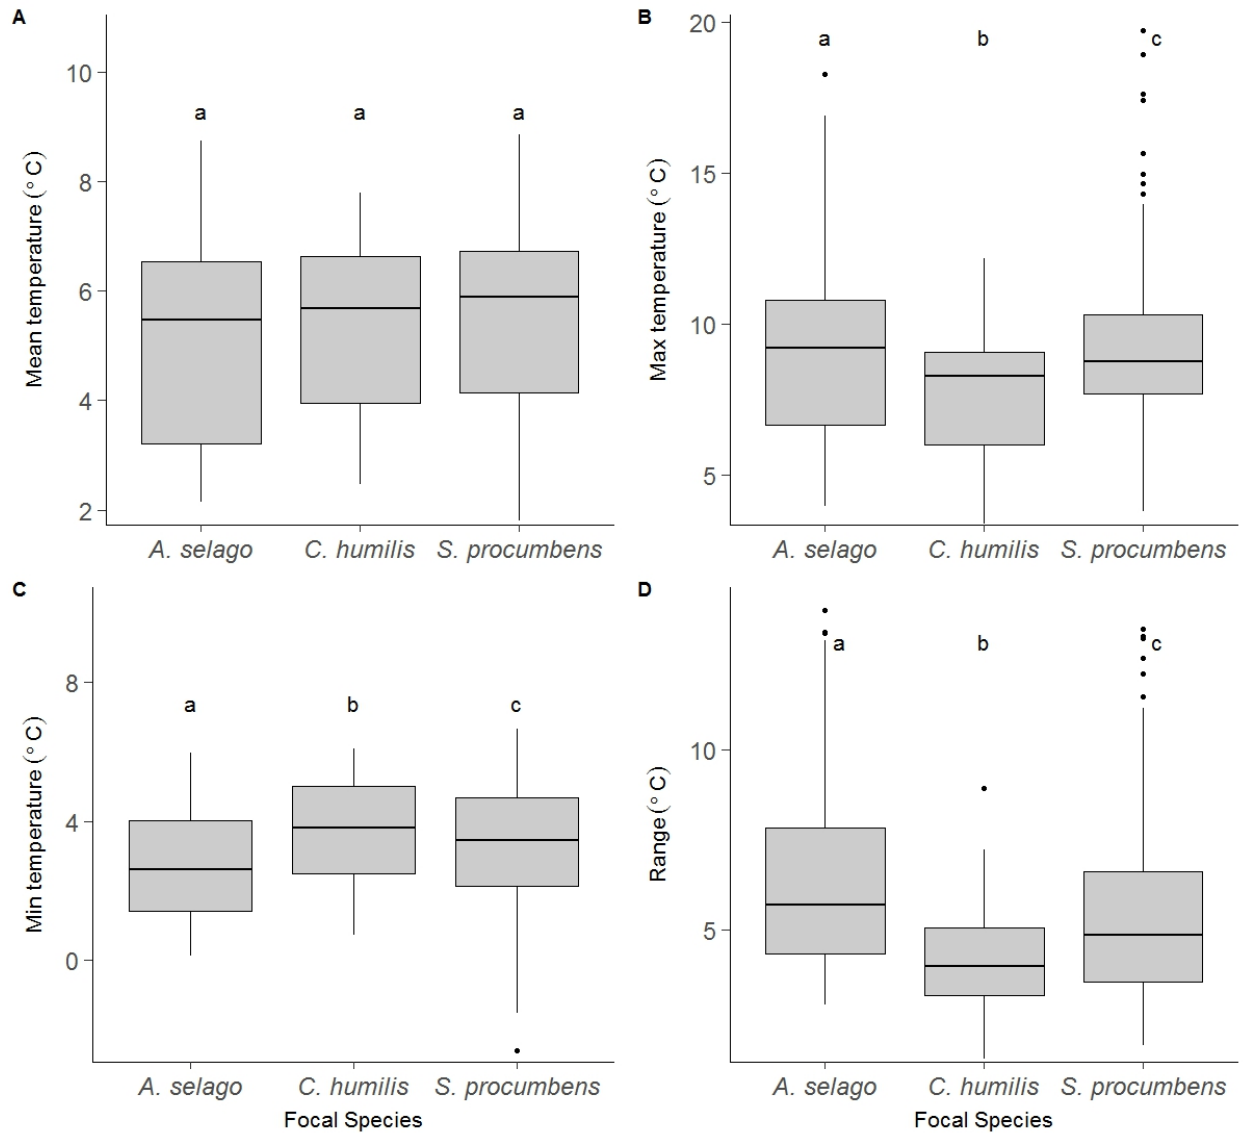 A
Mean temperature (° C)
10
8
6
4
2
a a a
A. selago C. humilis S. procumbens
B
Max temperature (° C)
20
15
10
5
a b c
A. selago C. humilis S. procumbens
C
Min temperature (° C)
8
4
0
a b c
A. selago C. humilis S. procumbens
Focal Species
D
Range (° C)
10
5
a b c
A. selago C. humilis S. procumbens
Focal Species